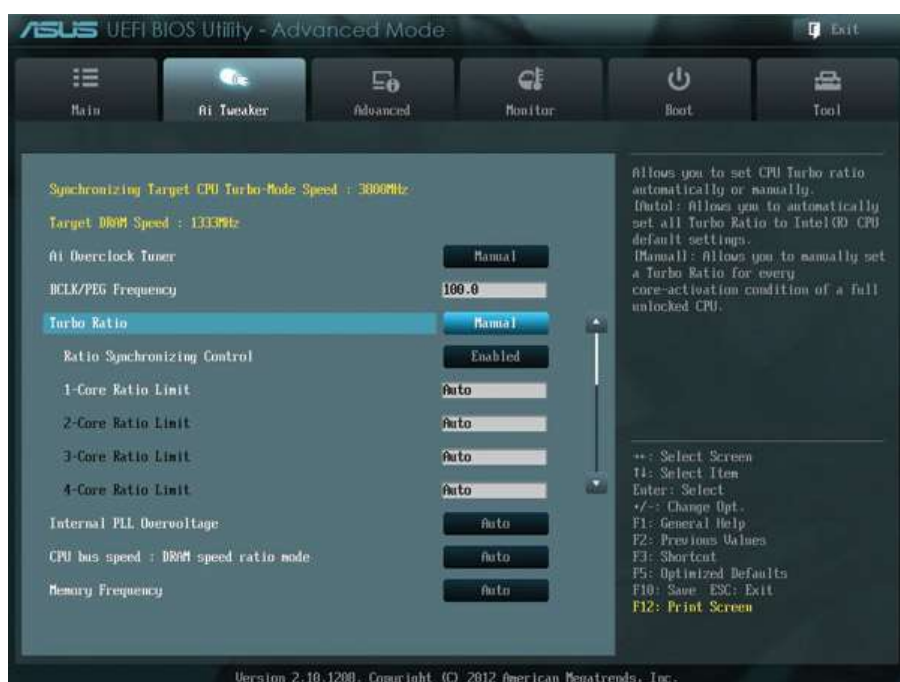 ASUS UEFI BIOS Utility - Advanced Mode
Exit
Main
Ai Tweaker
Advanced
Monitor
Boot
Tool
Synchronizing Target CPU Turbo-Mode Speed : 3800MHz
Target DRAM Speed : 1333MHz
Ai Overclock Tuner Manual
BCLK/PEG Frequency 100.0
Turbo Ratio Manual
Ratio Synchronizing Control Enabled
1-Core Ratio Limit Auto
2-Core Ratio Limit Auto
3-Core Ratio Limit Auto
4-Core Ratio Limit Auto
Internal PLL Overvoltage Auto
CPU bus speed : DRAM speed ratio mode Auto
Memory Frequency Auto
Allows you to set CPU Turbo ratio
automatically or manually.
[Auto]: Allows you to automatically
set all Turbo Ratio to Intel(R) CPU
default settings.
[Manual]: Allows you to manually set
a Turbo Ratio for every
core-activation condition of a full
unlocked CPU.
→←: Select Screen
↑↓: Select Item
Enter: Select
+/-: Change Opt.
F1: General Help
F2: Previous Values
F3: Shortcut
F5: Optimized Defaults
F10: Save ESC: Exit
F12: Print Screen
Version 2.10.1208. Copyright (C) 2012 American Megatrends, Inc.